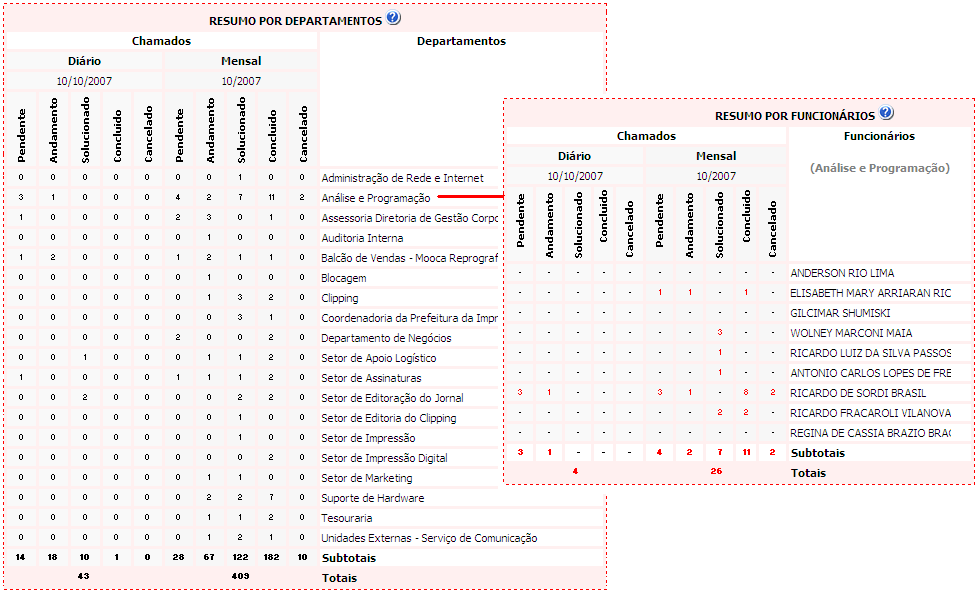 RESUMO POR DEPARTAMENTOS ?
Chamados Departamentos
Diário Mensal
10/10/2007 10/2007
Pendente Andamento Solucionado Concluido Cancelado Pendente Andamento Solucionado Concluido Cancelado
0 0 0 0 0 0 0 1 0 0 Administração de Rede e Internet
3 1 0 0 0 4 2 7 11 2 Análise e Programação
1 0 0 0 0 2 3 0 1 0 Assessoria Diretoria de Gestão Corpc
0 0 0 0 0 0 1 0 0 0 Auditoria Interna
1 2 0 0 0 1 2 1 1 0 Balcão de Vendas - Mooca Reprograf
0 0 0 0 0 0 1 0 0 0 Blocagem
0 0 0 0 0 0 1 3 2 0 Clipping
0 0 0 0 0 0 0 3 1 0 Coordenadoria da Prefeitura da Impr
0 0 0 0 0 2 0 0 2 0 Departamento de Negócios
0 0 1 0 0 0 1 1 2 0 Setor de Apoio Logístico
1 0 0 0 0 1 1 1 2 0 Setor de Assinaturas
0 0 2 0 0 0 0 2 2 0 Setor de Editoração do Jornal
0 0 0 0 0 0 0 1 0 0 Setor de Editoria do Clipping
0 0 0 0 0 0 0 1 0 0 Setor de Impressão
0 0 0 0 0 0 0 0 2 0 Setor de Impressão Digital
0 0 0 0 0 0 1 1 0 0 Setor de Marketing
0 0 0 0 0 0 2 2 7 0 Suporte de Hardware
0 0 0 0 0 0 1 1 2 0 Tesouraria
0 0 0 0 0 0 1 2 1 0 Unidades Externas - Serviço de Comunicação
14 18 10 1 0 28 67 122 182 10 Subtotais
43 409 Totais
RESUMO POR FUNCIONÁRIOS ?
Chamados Funcionários
Diário Mensal (Análise e Programação)
10/10/2007 10/2007
Pendente Andamento Solucionado Concluido Cancelado Pendente Andamento Solucionado Concluido Cancelado
- - - - - - - - - - ANDERSON RIO LIMA
- - - - - 1 1 - 1 - ELISABETH MARY ARRIARAN RIC
- - - - - - - - - - GILCIMAR SHUMISKI
- - - - - - - 3 - - WOLNEY MARCONI MAIA
- - - - - - - 1 - - RICARDO LUIZ DA SILVA PASSOS
- - - - - - - 1 - - ANTONIO CARLOS LOPES DE FRE
3 1 - - - 3 1 - 8 2 RICARDO DE SORDI BRASIL
- - - - - - - 2 2 - RICARDO FRACAROLI VILANOVA
- - - - - - - - - - REGINA DE CASSIA BRAZIO BRAG
3 1 - - - 4 2 7 11 2 Subtotais
4 26 Totais